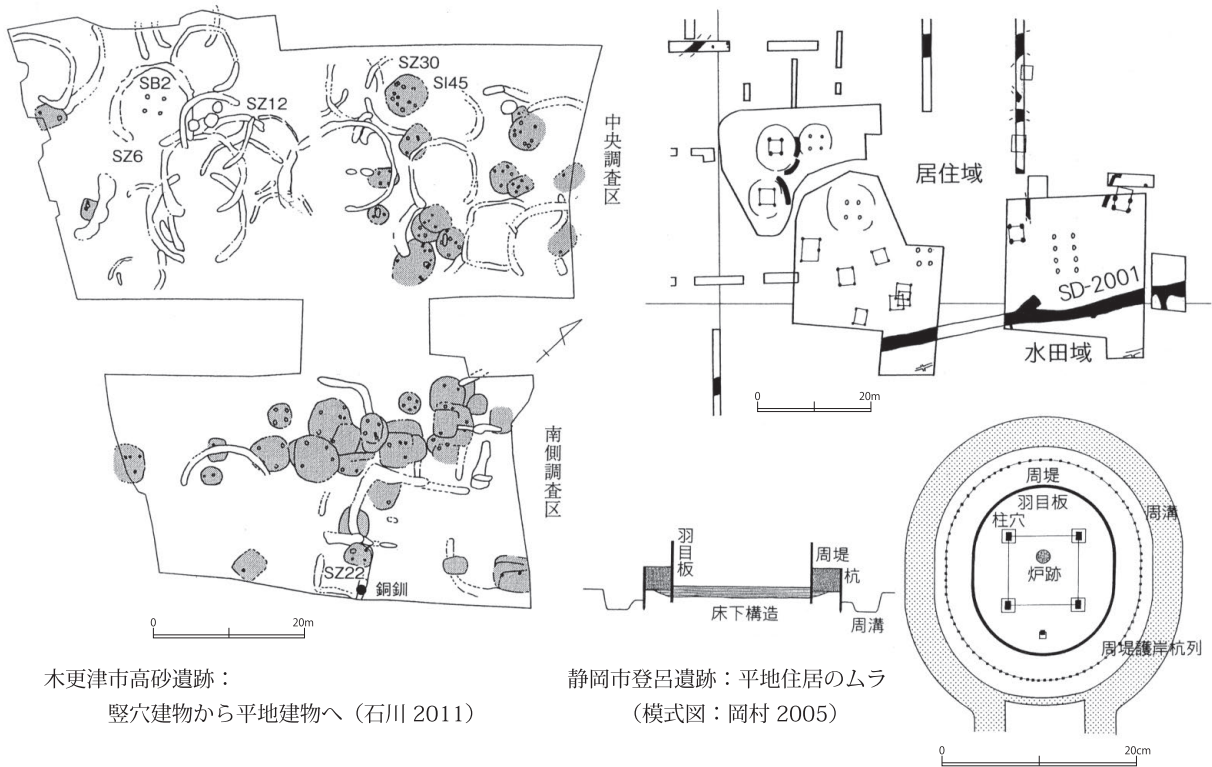 SZ30
SI45
SB2
SZ12
SZ6
中央調査区
南側調査区
SZ22
銅釧
0 20m
木更津市高砂遺跡：
竪穴建物から平地建物へ（石川 2011）
居住域
SD-2001
水田域
0 20m
羽目板
周堤
杭
床下構造
周溝
周堤
羽目板
柱穴
周溝
炉跡
周堤護岸杭列
静岡市登呂遺跡：平地住居のムラ
（模式図：岡村 2005）
0 20cm